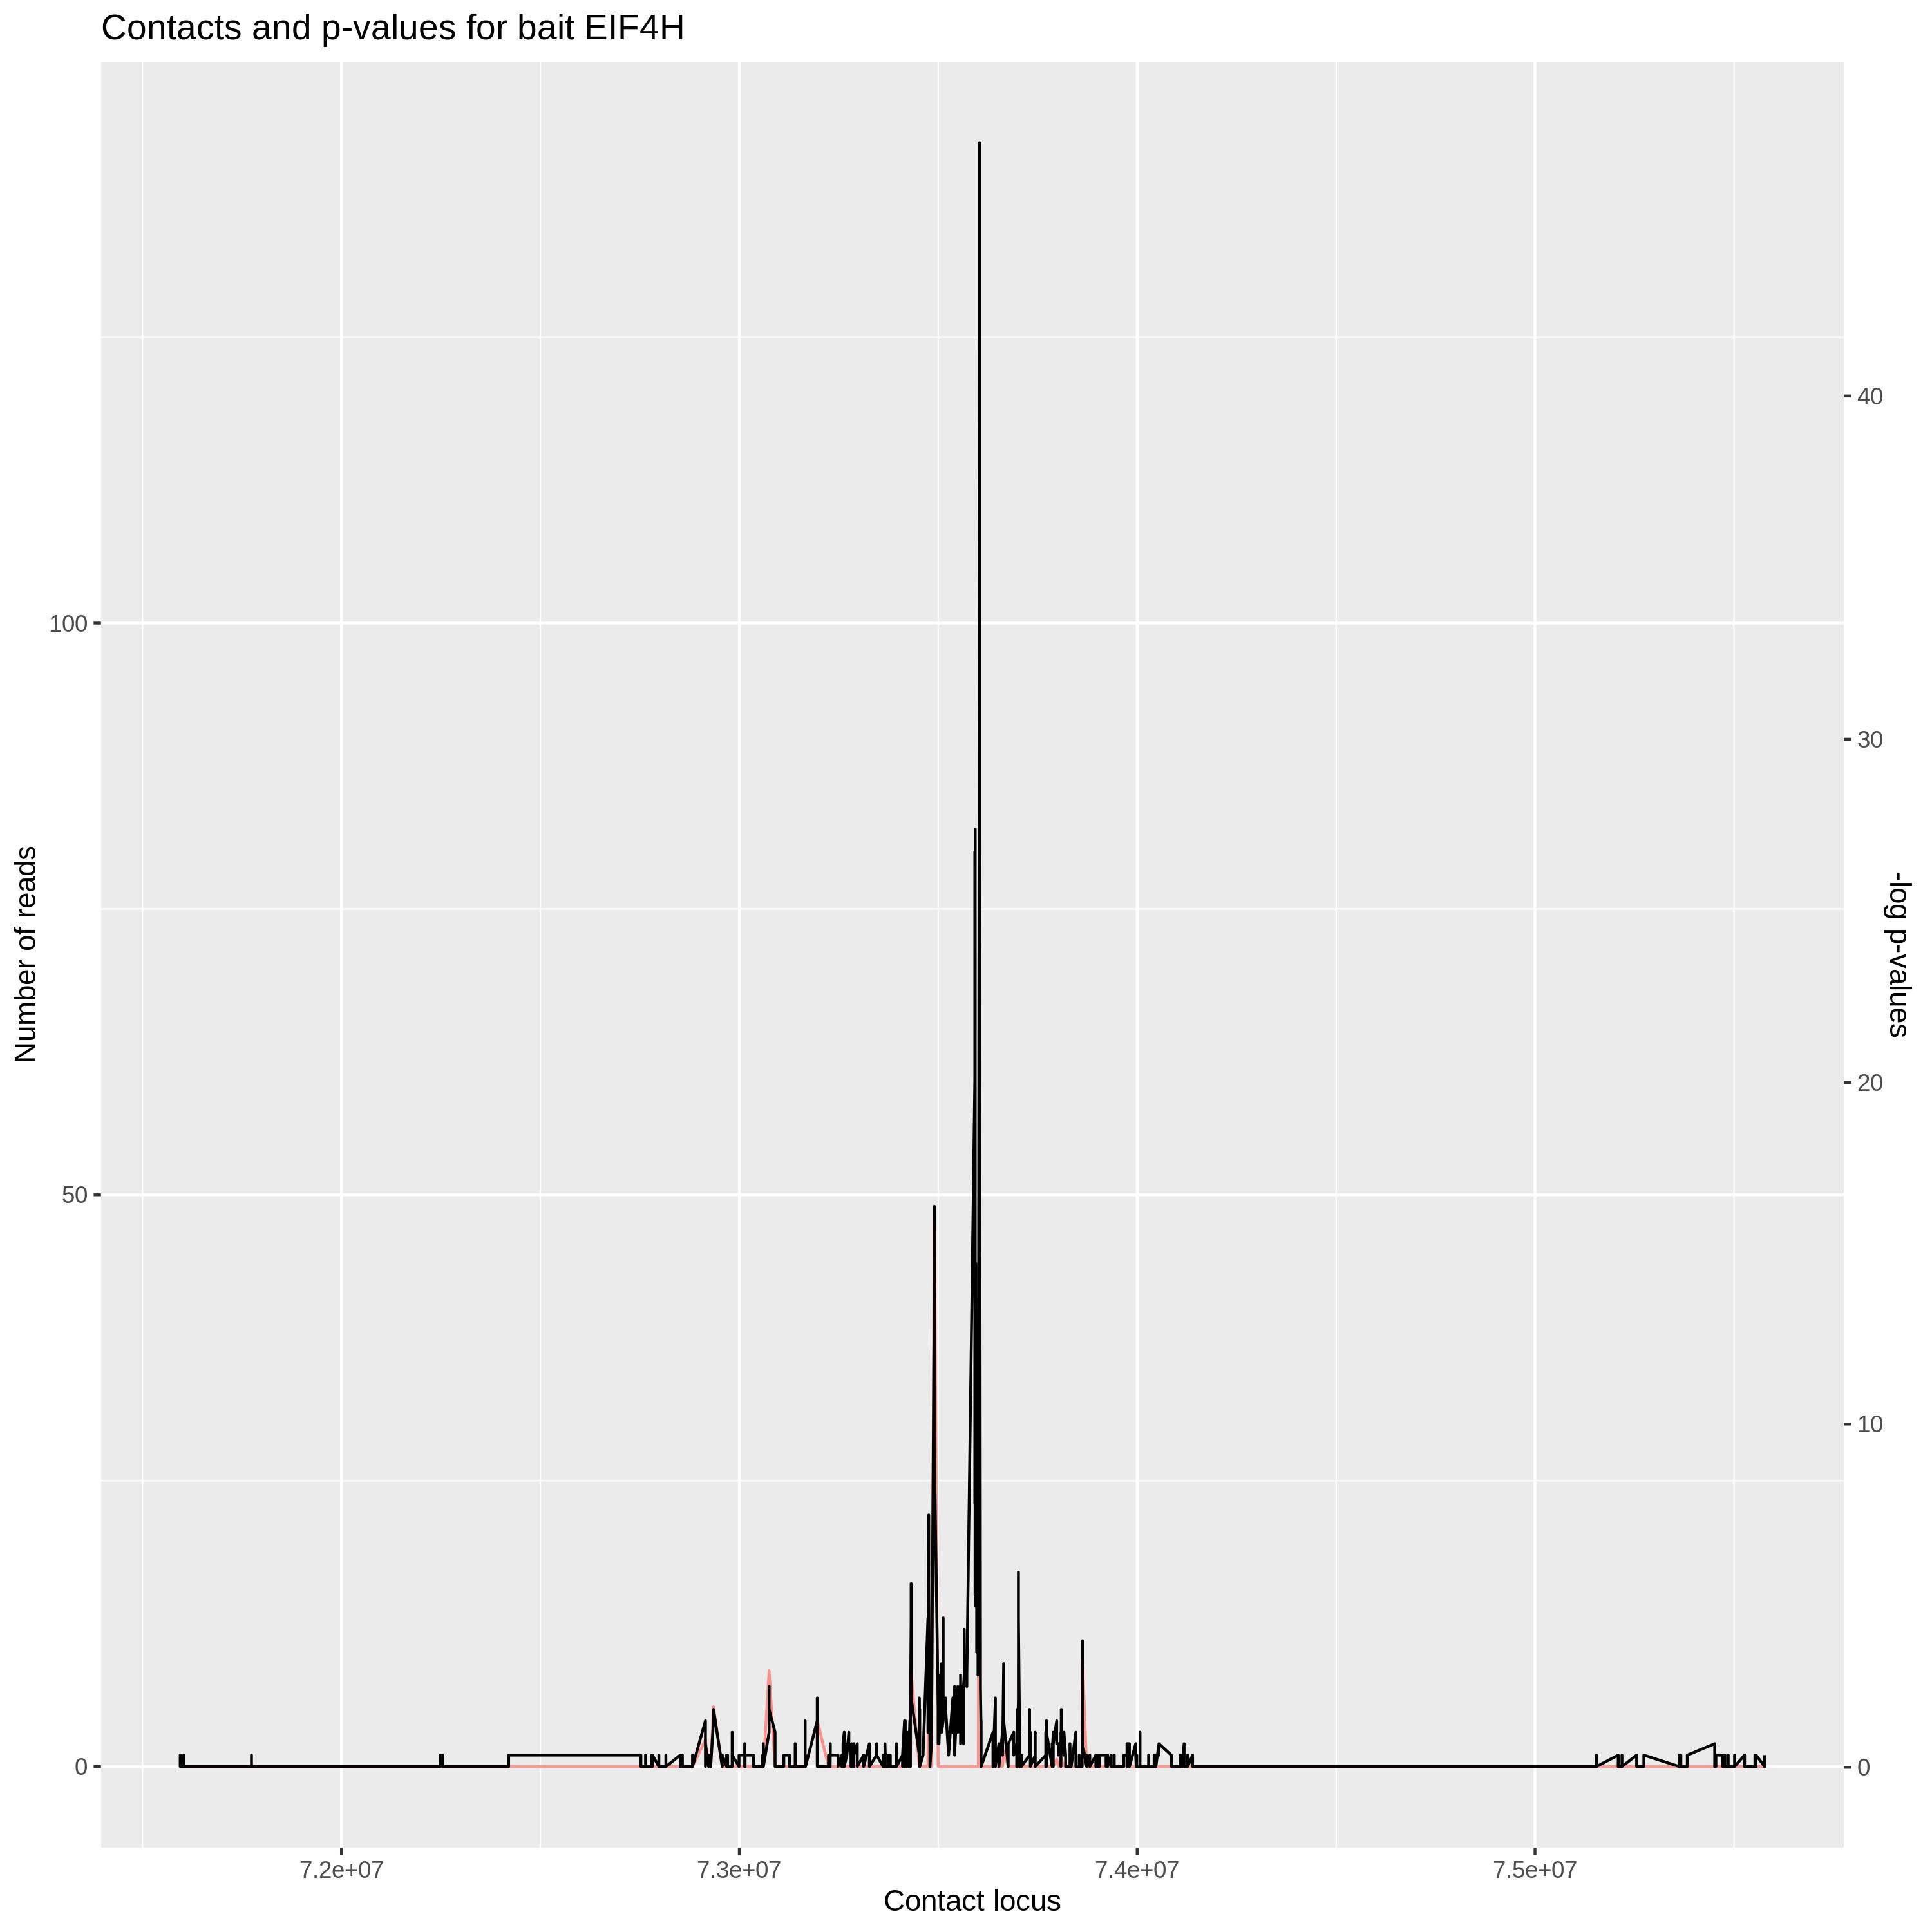 Contacts and p-values for bait EIF4H
Number of reads
100
50
0
40
30
20
10
0
-log p-values
7.2e+07 7.3e+07 7.4e+07 7.5e+07
Contact locus